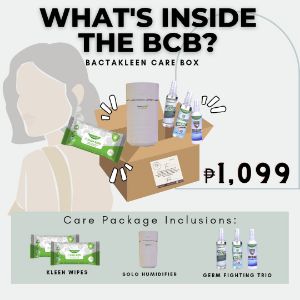 WHAT'S INSIDE
THE BCB?
BACTAKLEEN CARE BOX
₱1,099
Care Package Inclusions:
KLEEN WIPES
SOLO HUMIDIFIER
GERM FIGHTING TRIO